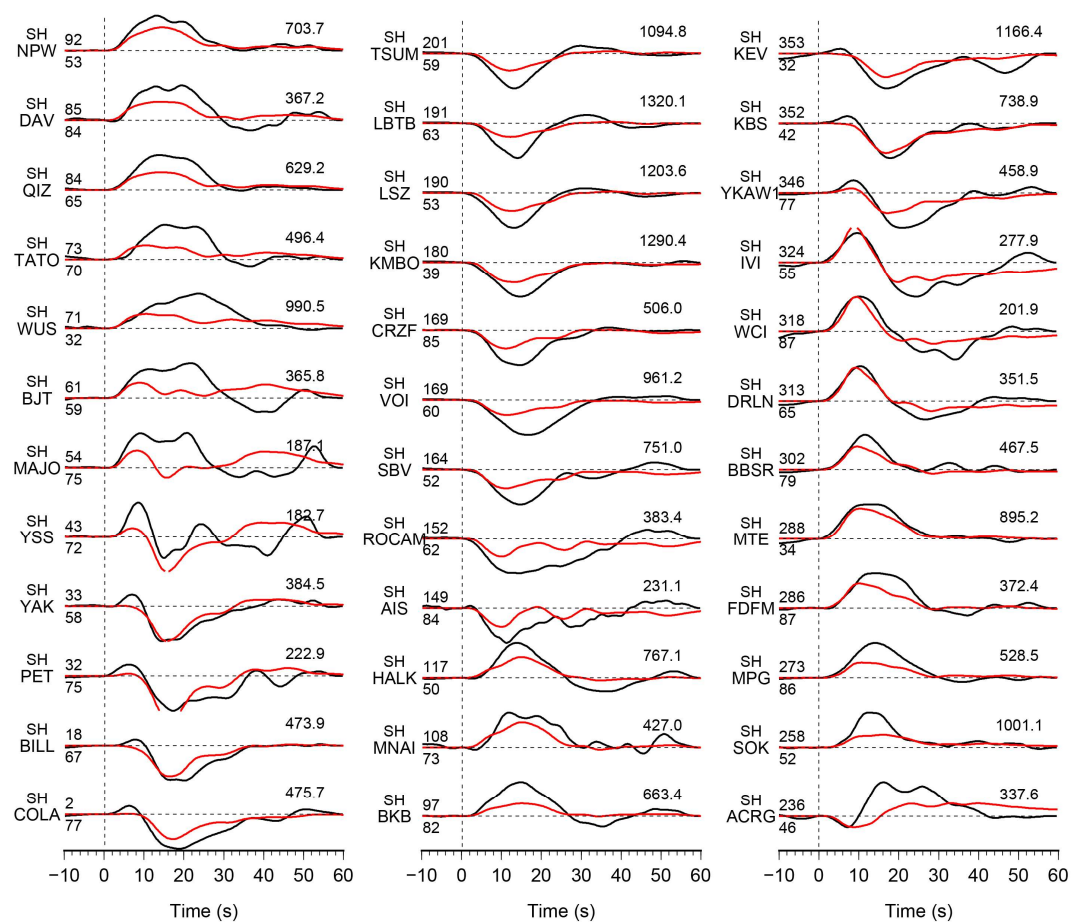 SH
NPW
92
53
703.7
SH
DAV
85
84
367.2
SH
QIZ
84
65
629.2
SH
TATO
73
70
496.4
SH
WUS
71
32
990.5
SH
BJT
61
59
365.8
SH
MAJO
54
75
187.1
SH
YSS
43
72
182.7
SH
YAK
33
58
384.5
SH
PET
32
75
222.9
SH
BILL
18
67
473.9
SH
COLA
2
77
475.7
−10 0 10 20 30 40 50 60
Time (s)
SH
TSUM
201
59
1094.8
SH
LBTB
191
63
1320.1
SH
LSZ
190
53
1203.6
SH
KMBO
180
39
1290.4
SH
CRZF
169
85
506.0
SH
VOI
169
60
961.2
SH
SBV
164
52
751.0
SH
ROCAM
152
62
383.4
SH
AIS
149
84
231.1
SH
HALK
117
50
767.1
SH
MNAI
108
73
427.0
SH
BKB
97
82
663.4
−10 0 10 20 30 40 50 60
Time (s)
SH
KEV
353
32
1166.4
SH
KBS
352
42
738.9
SH
YKAW1
346
77
458.9
SH
IVI
324
55
277.9
SH
WCI
318
87
201.9
SH
DRLN
313
65
351.5
SH
BBSR
302
79
467.5
SH
MTE
288
34
895.2
SH
FDFM
286
87
372.4
SH
MPG
273
86
528.5
SH
SOK
258
52
1001.1
SH
ACRG
236
46
337.6
−10 0 10 20 30 40 50 60
Time (s)